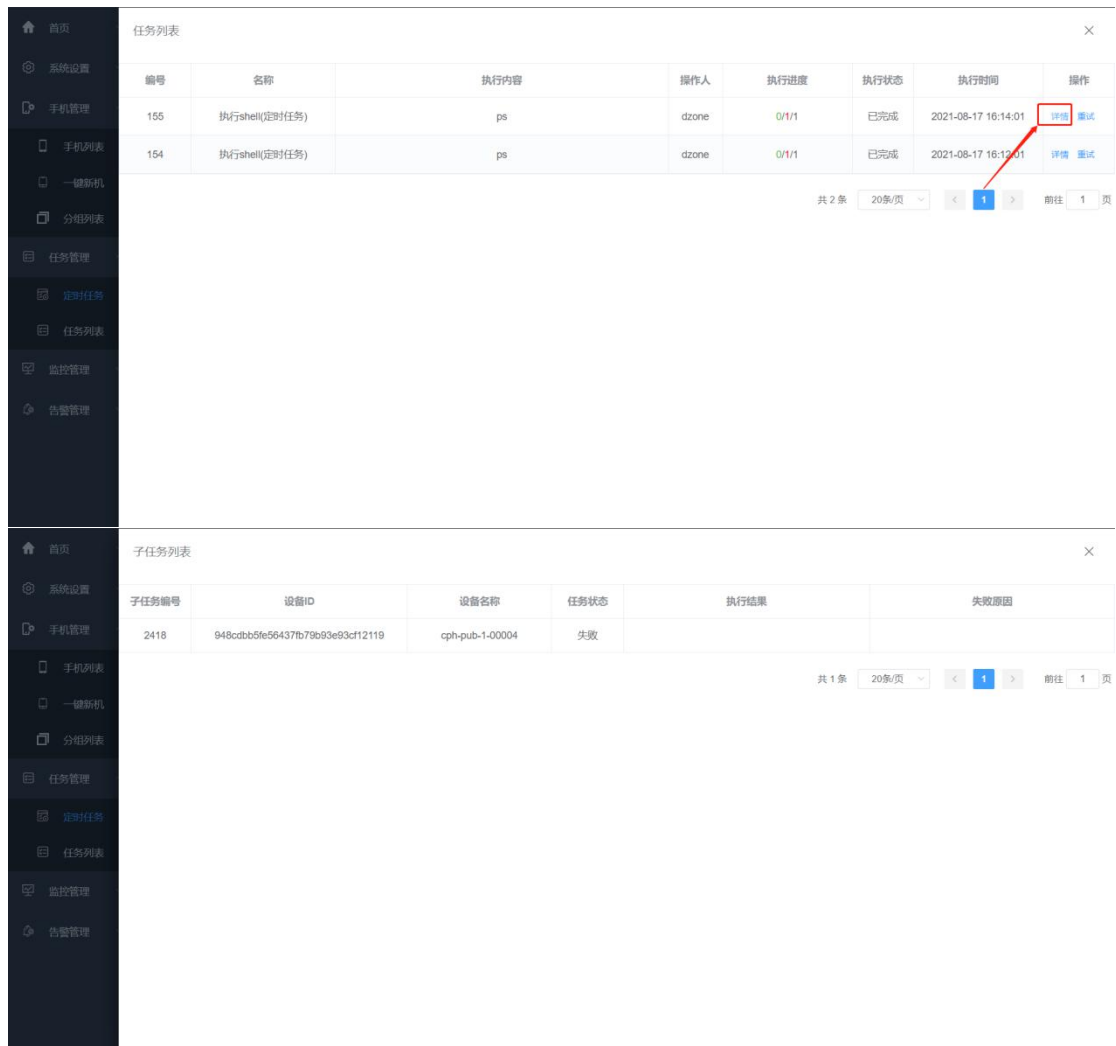 首页
系统设置
手机管理
手机列表
一键新机
分组列表
任务管理
定时任务
任务列表
监控管理
告警管理
任务列表
编号 名称 执行内容 操作人 执行进度 执行状态 执行时间 操作
155 执行shell(定时任务) ps dzone 0/1/1 已完成 2021-08-17 16:14:01 详情 重试
154 执行shell(定时任务) ps dzone 0/1/1 已完成 2021-08-17 16:12:01 详情 重试
共 2 条 20条/页 < 1 > 前往 1 页
首页
系统设置
手机管理
手机列表
一键新机
分组列表
任务管理
定时任务
任务列表
监控管理
告警管理
子任务列表
子任务编号 设备ID 设备名称 任务状态 执行结果 失败原因
2418 948cdbb5fe56437fb79b93e93cf12119 cph-pub-1-00004 失败
共 1 条 20条/页 < 1 > 前往 1 页